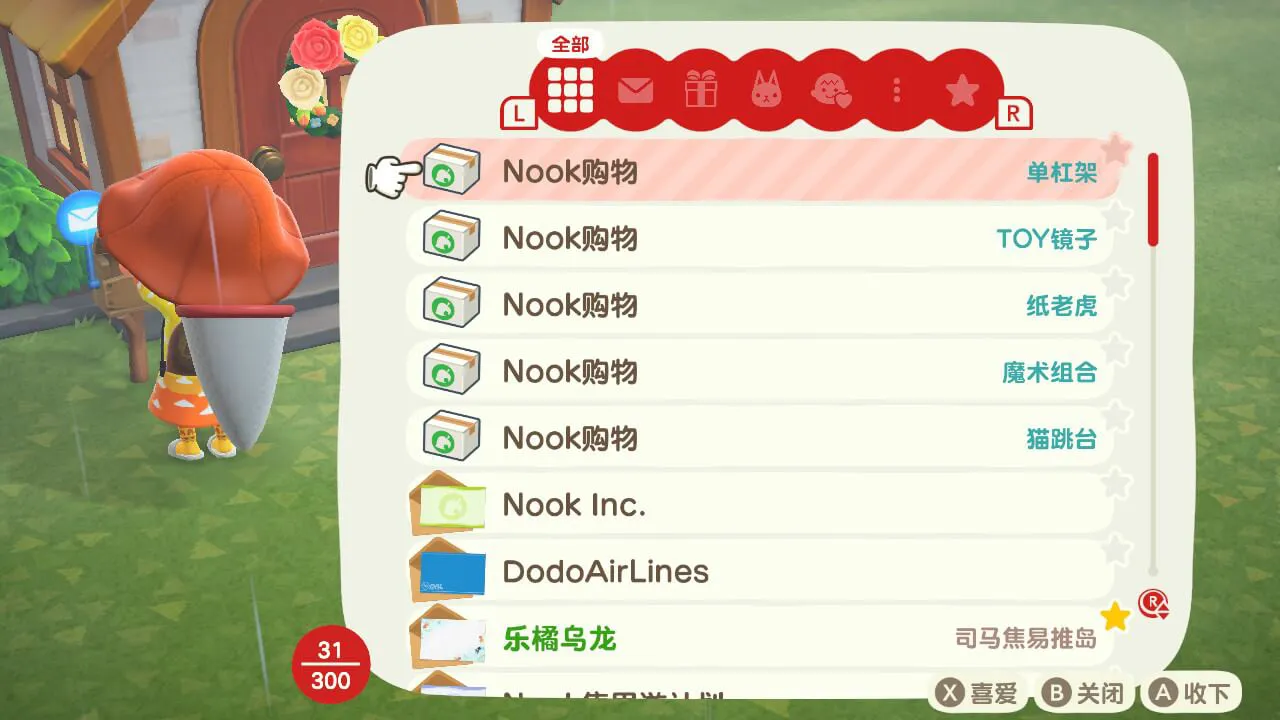 全部
L
R
Nook购物 单杠架
Nook购物 TOY镜子
Nook购物 纸老虎
Nook购物 魔术组合
Nook购物 猫跳台
Nook Inc.
DodoAirLines
乐橘乌龙 司马焦易推岛
R
31
300
X 喜爱 B 关闭 A 收下